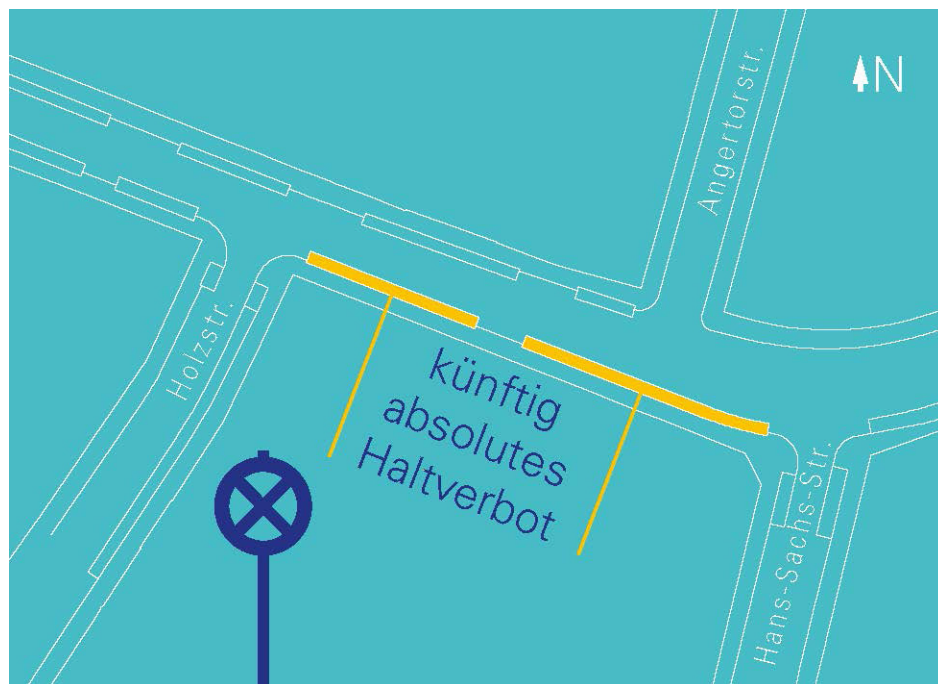 N
Angertorstr.
Holzstr.
künftig
absolutes
Haltverbot
Hans-Sachs-Str.